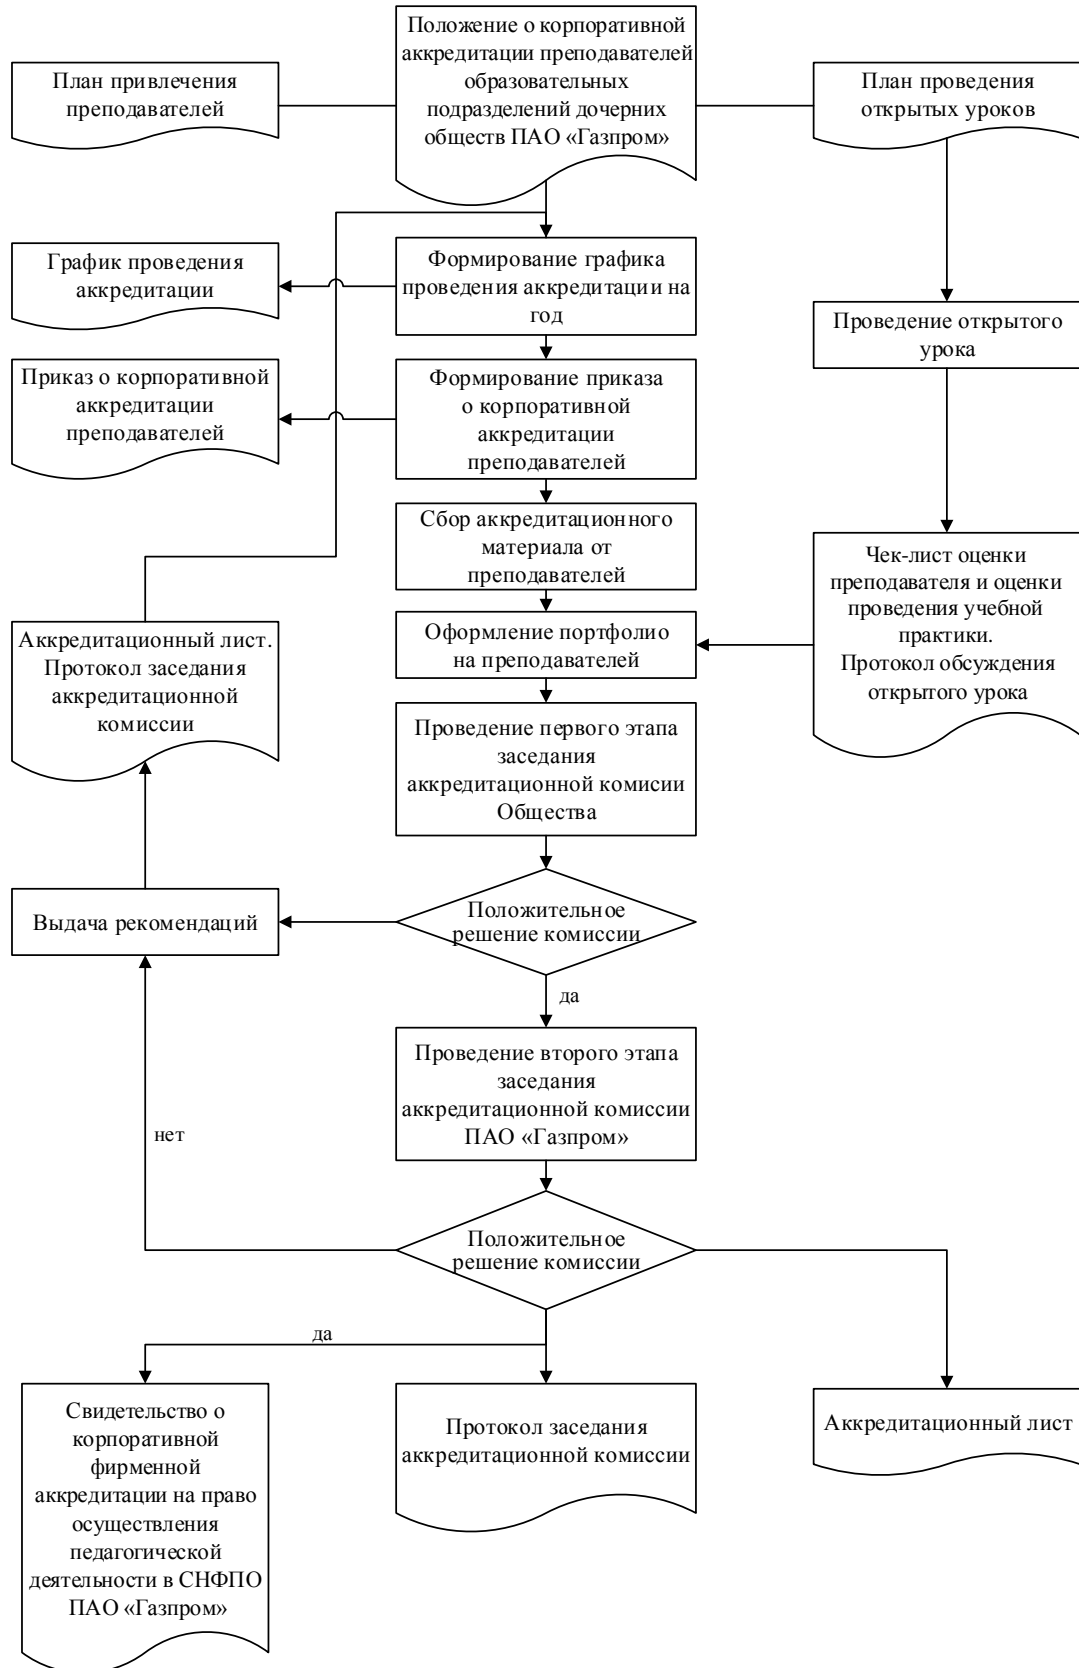 Положение о корпоративной
аккредитации преподавателей
образовательных
подразделений дочерних
обществ ПАО «Газпром»
План привлечения
преподавателей
План проведения
открытых уроков
График проведения
аккредитации
Формирование графика
проведения аккредитации на
год
Проведение открытого
урока
Приказ о корпоративной
аккредитации
преподавателей
Формирование приказа
о корпоративной
аккредитации
преподавателей
Сбор аккредитационного
материала от
преподавателей
Чек-лист оценки
преподавателя и оценки
проведения учебной
практики.
Протокол обсуждения
открытого урока
Оформление портфолио
на преподавателей
Аккредитационный лист.
Протокол заседания
аккредитационной
комиссии
Проведение первого этапа
заседания
аккредитационной комисии
Общества
Выдача рекомендаций
Положительное
решение комиссии
да
Проведение второго этапа
заседания
аккредитационной комиссии
ПАО «Газпром»
нет
Положительное
решение комиссии
да
Свидетельство о
корпоративной
фирменной
аккредитации на право
осуществления
педагогической
деятельности в СНФПО
ПАО «Газпром»
Протокол заседания
аккредитационной комиссии
Аккредитационный лист